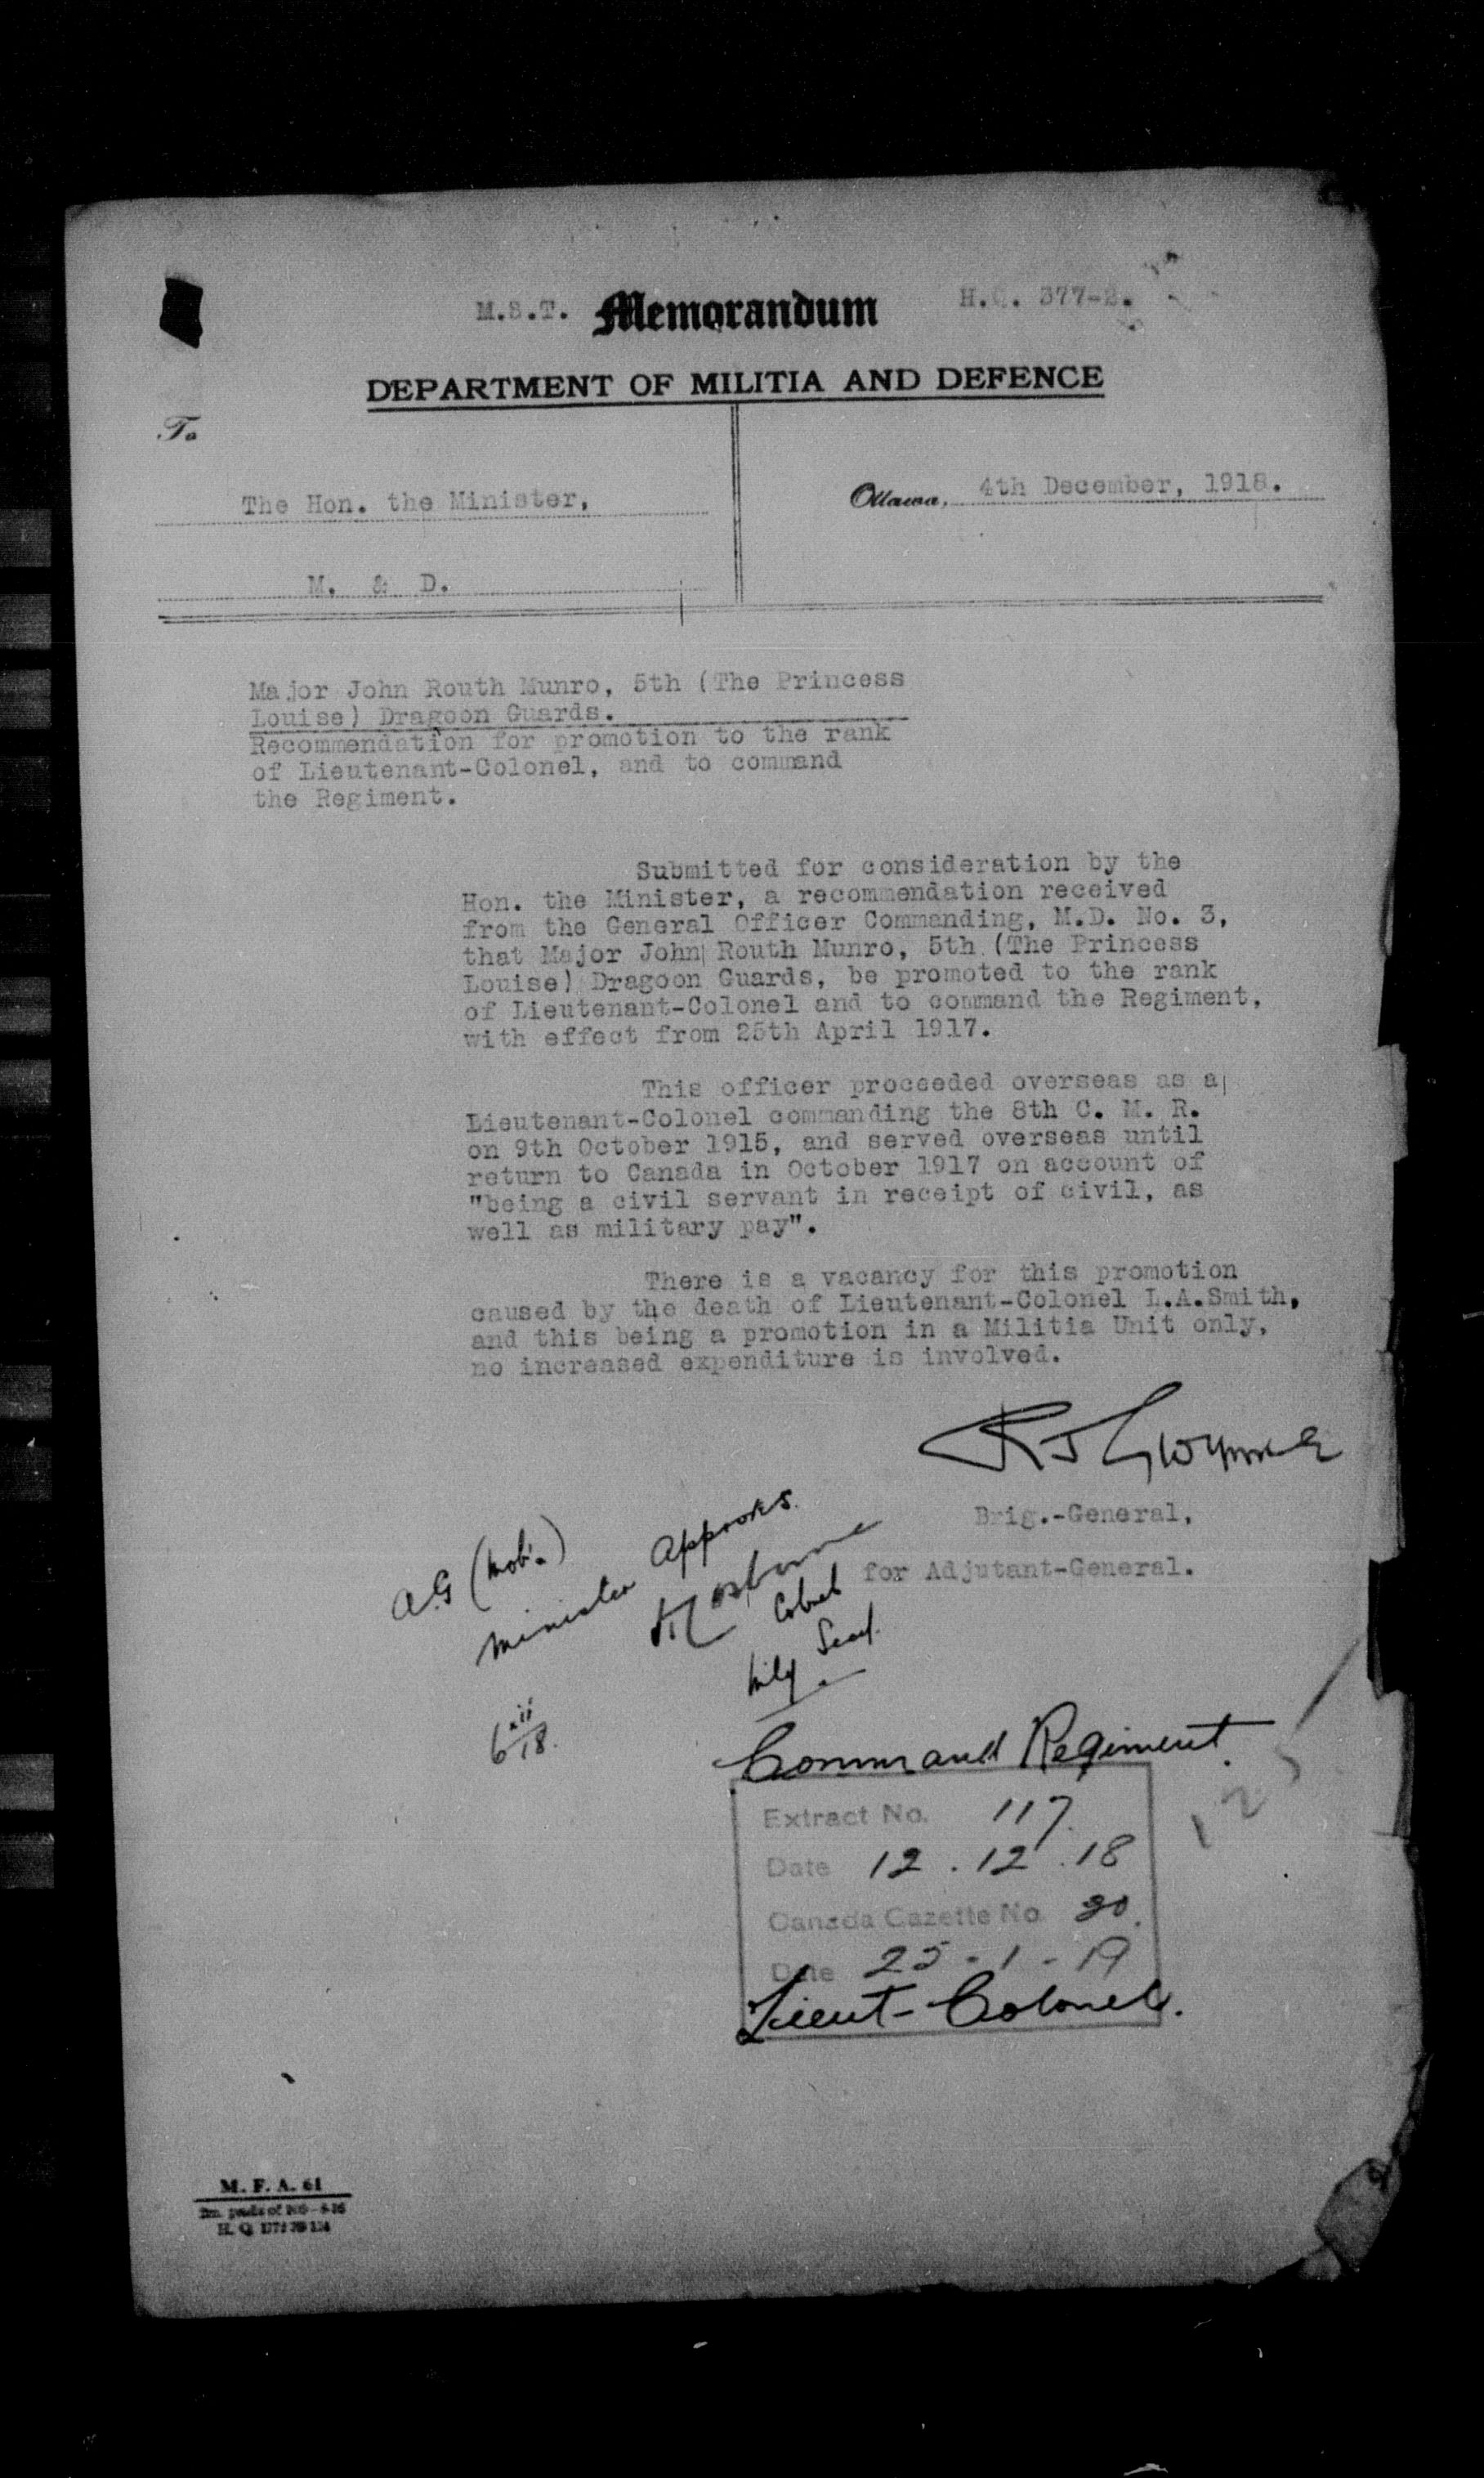 M.S.T. Memorandum H.Q. 377-2.
DEPARTMENT OF MILITIA AND DEFENCE
To
The Hon. the Minister,
Ottawa, 4th December, 1918.
M. & D.
Major John Routh Munro, 5th (The Princess
Louise) Dragoon Guards.
Recommendation for promotion to the rank
of Lieutenant-Colonel, and to command
the Regiment.
Submitted for consideration by the
Hon. the Minister, a recommendation received
from the General Officer Commanding, M.D. No. 3,
that Major John Routh Munro, 5th (The Princess
Louise) Dragoon Guards, be promoted to the rank
of Lieutenant-Colonel and to command the Regiment,
with effect from 25th April 1917.
This officer proceeded overseas as a
Lieutenant-Colonel commanding the 8th C. M. R.
on 9th October 1915, and served overseas until
return to Canada in October 1917 on account of
"being a civil servant in receipt of civil, as
well as military pay".
There is a vacancy for this promotion
caused by the death of Lieutenant-Colonel L.A.Smith,
and this being a promotion in a Militia Unit only,
no increased expenditure is involved.
RJ Gwynne
Brig.-General,
for Adjutant-General.
A.G (Mob'n)
Minister Approves.
Osborne
Colonel
Mily Secy.
6/xii/18.
Command Regiment.
Extract No. 117.
Date 12.12.18
Canada Gazette No. 30.
Date 25-1-19
Lieut-Colonel.
125
M. F. A. 61